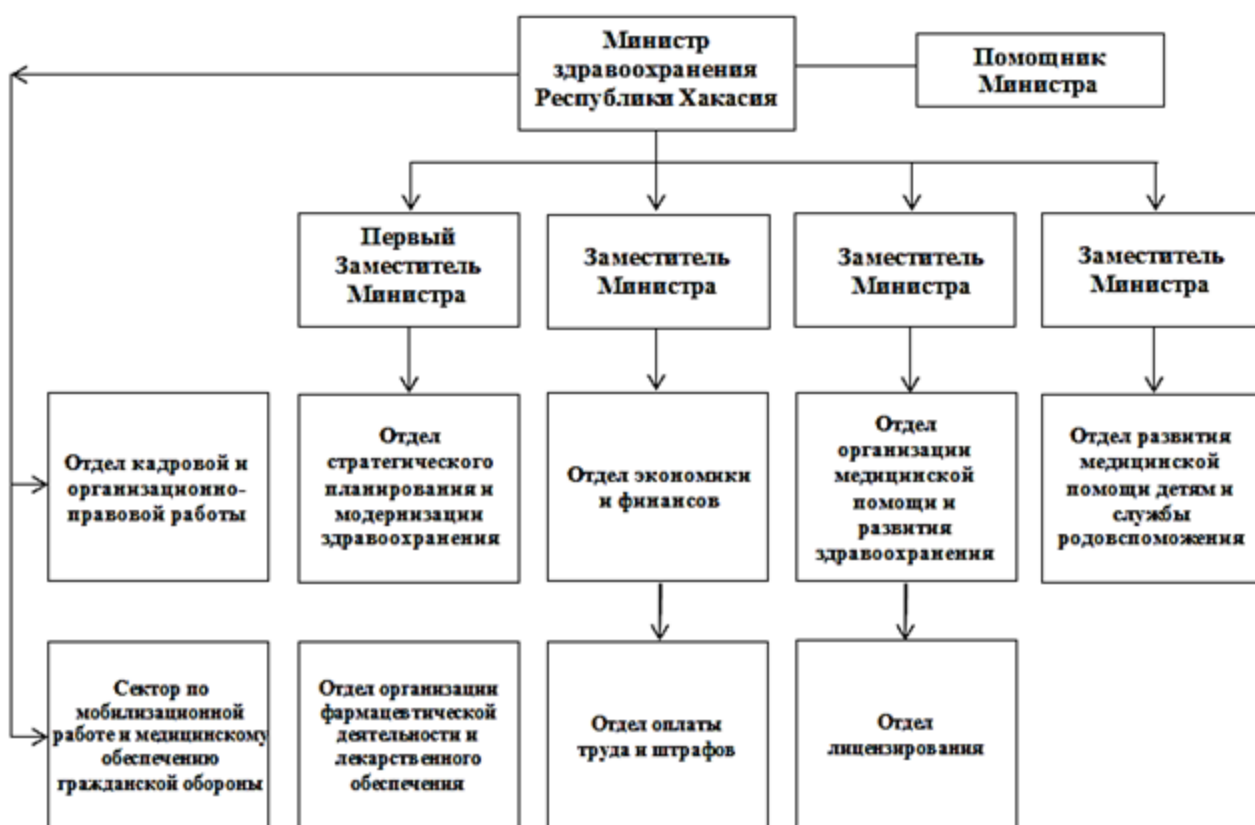 Министр
здравоохранения
Республики Хакасия
Помощник
Министра
Первый
Заместитель
Министра
Заместитель
Министра
Заместитель
Министра
Заместитель
Министра
Отдел кадровой и
организационно-
правовой работы
Отдел
стратегического
планирования и
модернизации
здравоохранения
Отдел экономики
и финансов
Отдел
организации
медицинской
помощи и
развития
здравоохранения
Отдел развития
медицинской
помощи детям и
службы
родовспоможения
Сектор по
мобилизационной
работе и медицинскому
обеспечению
гражданской обороны
Отдел организации
фармацевтической
деятельности и
лекарственного
обеспечения
Отдел оплаты
труда и штрафов
Отдел
лицензирования